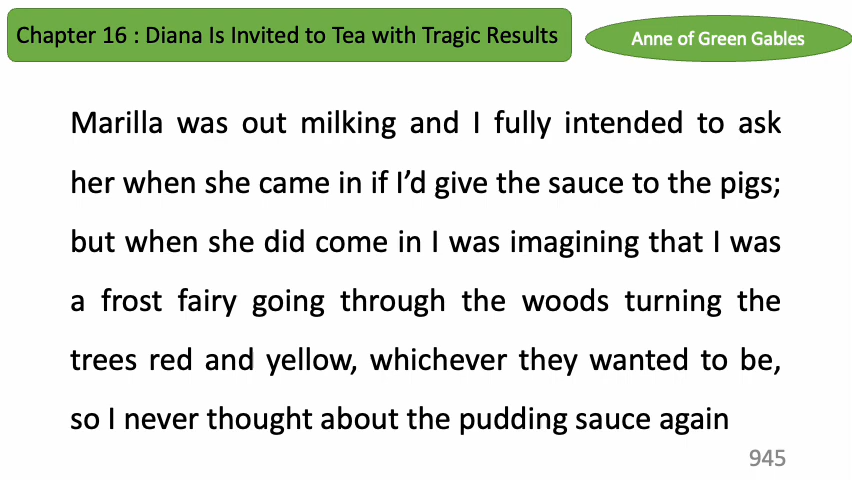 Chapter 16 : Diana Is Invited to Tea with Tragic Results
Anne of Green Gables
Marilla was out milking and I fully intended to ask
her when she came in if I’d give the sauce to the pigs;
but when she did come in I was imagining that I was
a frost fairy going through the woods turning the
trees red and yellow, whichever they wanted to be,
so I never thought about the pudding sauce again
945